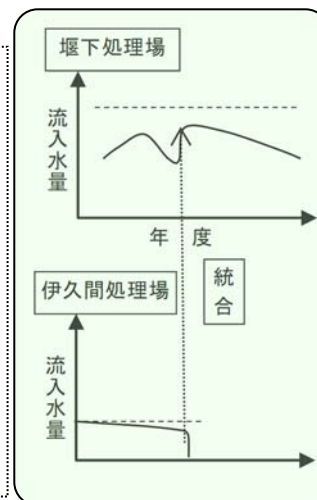 堰下処理場
流入水量
年度
統合
伊久間処理場
流入水量